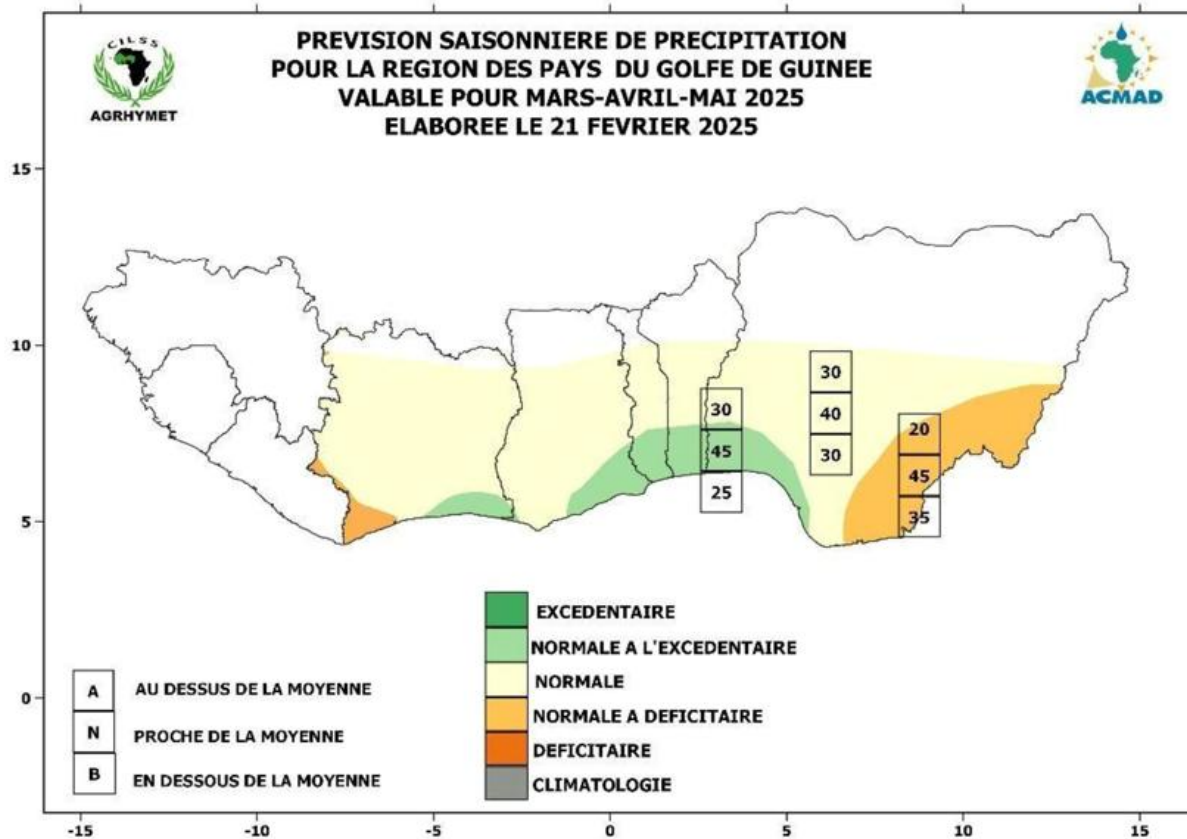 CILSS
AGRHYMET
PREVISION SAISONNIERE DE PRECIPITATION
POUR LA REGION DES PAYS DU GOLFE DE GUINEE
VALABLE POUR MARS-AVRIL-MAI 2025
ELABOREE LE 21 FEVRIER 2025
ACMAD
15
10
5
0
30
45
25
30
40
30
20
45
35
A AU DESSUS DE LA MOYENNE
N PROCHE DE LA MOYENNE
B EN DESSOUS DE LA MOYENNE
EXCEDENTAIRE
NORMALE A L'EXCEDENTAIRE
NORMALE
NORMALE A DEFICITAIRE
DEFICITAIRE
CLIMATOLOGIE
-15 -10 -5 0 5 10 15